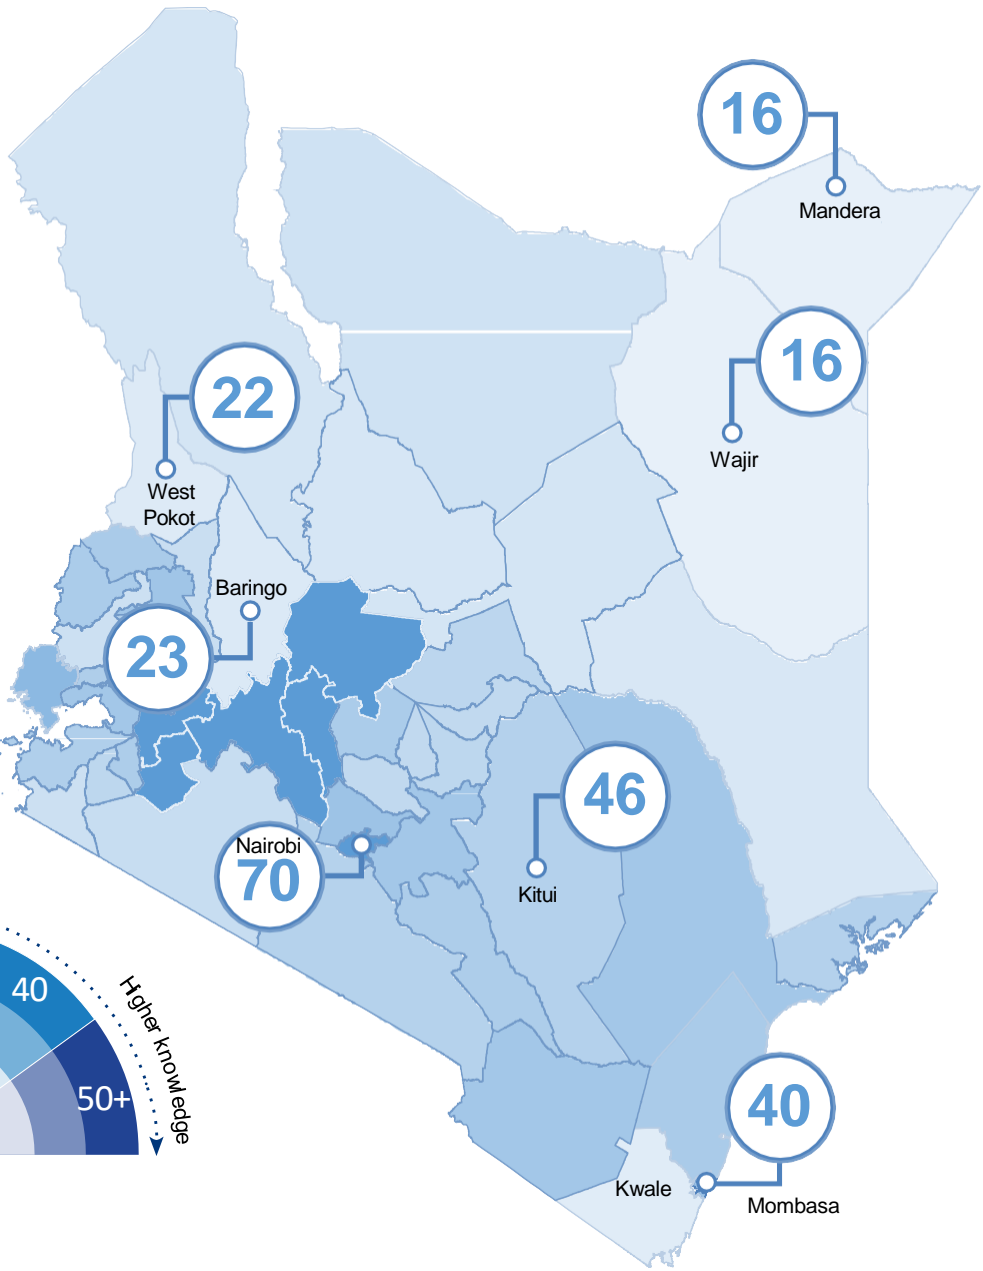 16
Mandera
16
Wajir
22
West
Pokot
Baringo
23
46
Kitui
Nairobi
70
40
50+
Higher knowledge
40
Kwale
Mombasa